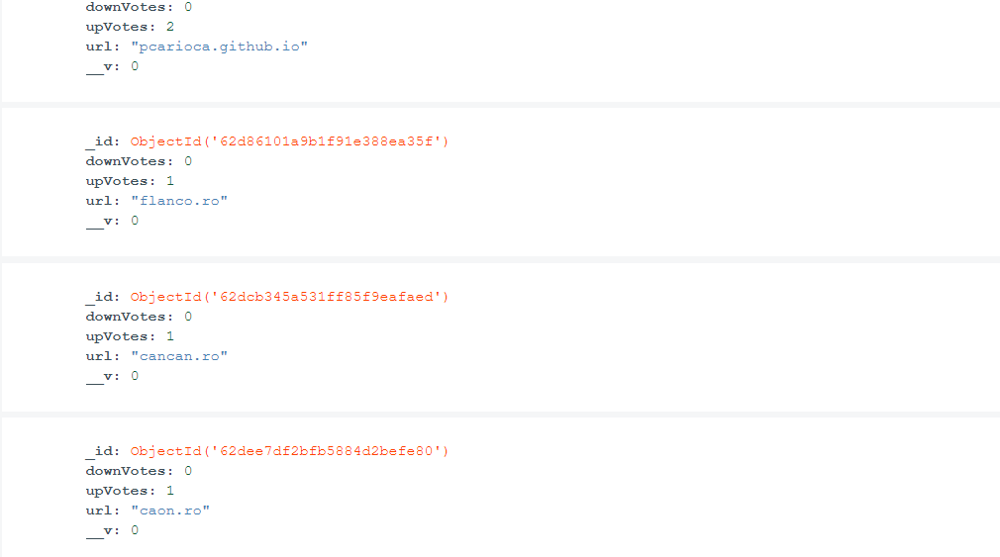 downVotes: 0
upVotes: 2
url: "pcarioca.github.io"
__v: 0
_id: ObjectId('62d86101a9b1f91e388ea35f')
downVotes: 0
upVotes: 1
url: "flanco.ro"
__v: 0
_id: ObjectId('62dcb345a531ff85f9eafaed')
downVotes: 0
upVotes: 1
url: "cancan.ro"
__v: 0
_id: ObjectId('62dee7df2bfb5884d2befe80')
downVotes: 0
upVotes: 1
url: "caon.ro"
__v: 0